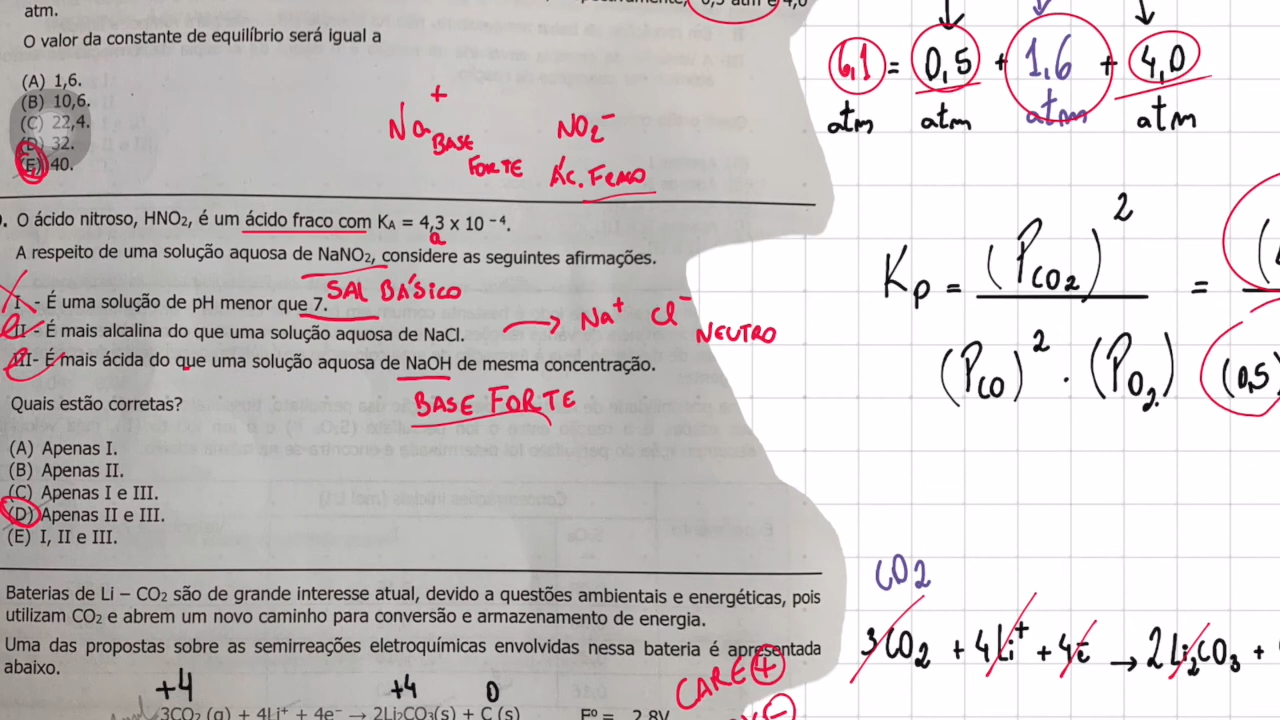 atm.
O valor da constante de equilíbrio será igual a
(A) 1,6.
(B) 10,6.
(C) 22,4.
(D) 32.
(E) 40.
Na+
BASE
FORTE
NO2-
ÁC. FRACO
O ácido nitroso, HNO2, é um ácido fraco com KA = 4,3 x 10 -4.
a
A respeito de uma solução aquosa de NaNO2, considere as seguintes afirmações.
SAL BÁSICO
I - É uma solução de pH menor que 7.
II - É mais alcalina do que uma solução aquosa de NaCl.
→ Na+ Cl- NEUTRO
III- É mais ácida do que uma solução aquosa de NaOH de mesma concentração.
BASE FORTE
Quais estão corretas?
(A) Apenas I.
(B) Apenas II.
(C) Apenas I e III.
(D) Apenas II e III.
(E) I, II e III.
Baterias de Li – CO2 são de grande interesse atual, devido a questões ambientais e energéticas, pois
utilizam CO2 e abrem um novo caminho para conversão e armazenamento de energia.
Uma das propostas sobre as semirreações eletroquímicas envolvidas nessa bateria é apresentada
abaixo.
CARE +
+4 +4 0
3CO2 (g) + 4Li+ + 4e- → 2Li2CO3(s) + C (s) E0 = 2,8V
6,1 = 0,5 + 1,6 + 4,0
atm atm atm atm
Kp = (PCO2)2 =
(PCO)2 · (PO2) (0,5)
CO2
3CO2 + 4Li+ + 4e- → 2Li2CO3 +